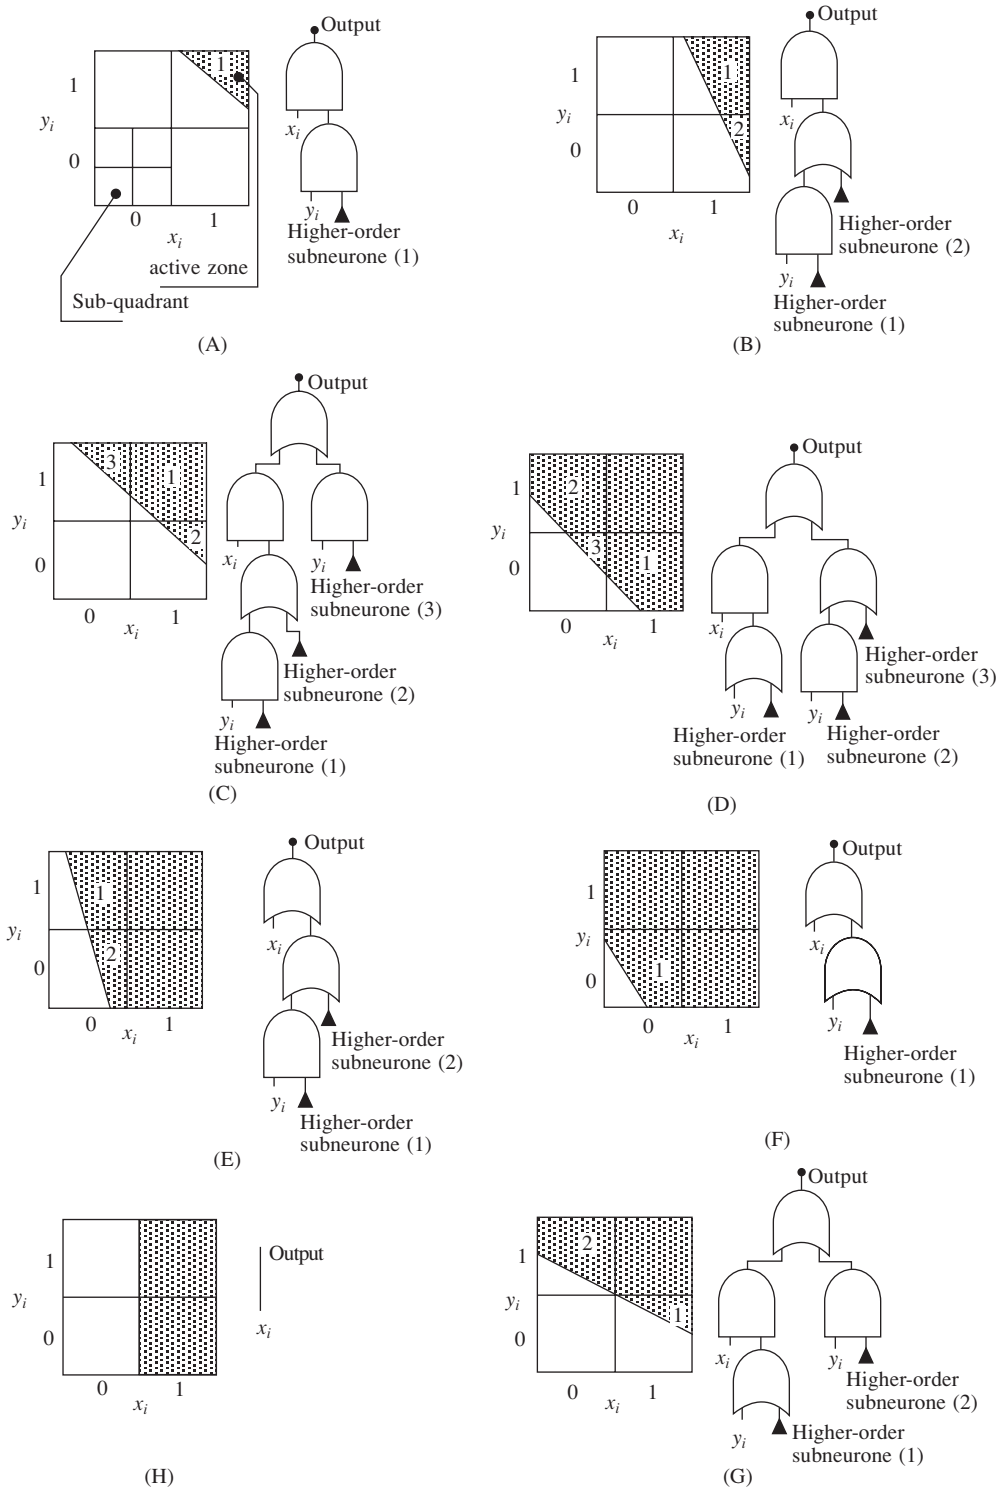 Output
1
1
y_i
0
x_i
y_i
0
1
x_i
Higher-order
subneurone (1)
active zone
Sub-quadrant
(A)
Output
1
1
y_i
2
0
x_i
0
1
x_i
Higher-order
subneurone (2)
y_i
Higher-order
subneurone (1)
(B)
Output
3
1
1
y_i
2
0
x_i
y_i
0
1
x_i
Higher-order
subneurone (3)
Higher-order
subneurone (2)
y_i
Higher-order
subneurone (1)
(C)
Output
1
2
y_i
3
1
0
0
1
x_i
x_i
Higher-order
subneurone (3)
y_i
y_i
Higher-order
subneurone (1)
Higher-order
subneurone (2)
(D)
Output
1
1
y_i
2
0
x_i
0
1
x_i
Higher-order
subneurone (2)
y_i
Higher-order
subneurone (1)
(E)
Output
1
y_i
1
0
x_i
0
1
x_i
y_i
Higher-order
subneurone (1)
(F)
Output
1
y_i
0
x_i
0
1
x_i
(H)
Output
2
1
y_i
1
0
x_i
y_i
0
1
x_i
Higher-order
subneurone (2)
y_i
Higher-order
subneurone (1)
(G)